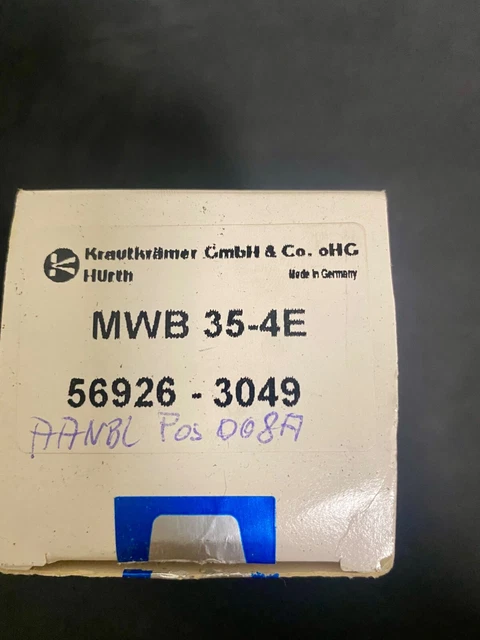 Krautkrämer GmbH & Co. oHG
Hürth Made in Germany
MWB 35-4E
56926 - 3049
AANBL Pos 008A